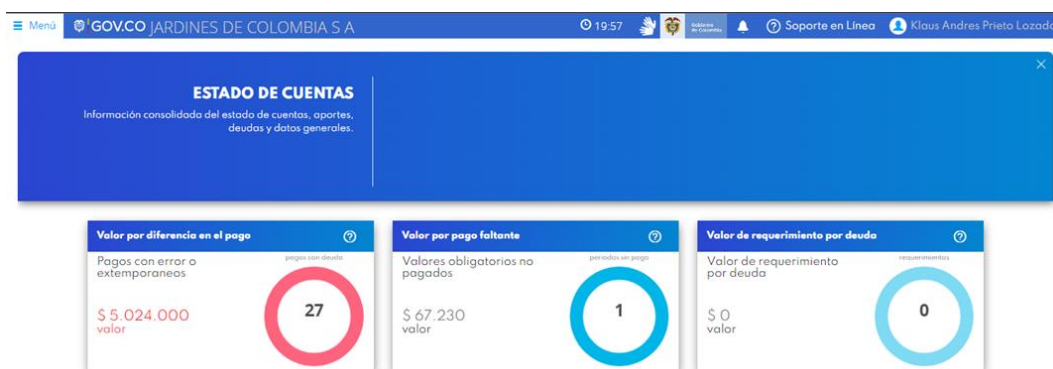 Menú GOV.CO JARDINES DE COLOMBIA S A 19:57 Gobierno de Colombia Soporte en Línea Klaus Andres Prieto Lozado
ESTADO DE CUENTAS
Información consolidada del estado de cuentas, aportes,
deudas y datos generales.
Valor por diferencia en el pago
Pagos con error o
extemporaneos
pagos con deuda
27
$ 5.024.000
valor
Valor por pago faltante
Valores obligatorios no
pagados
periodos sin pago
1
$ 67.230
valor
Valor de requerimiento por deuda
Valor de requerimiento
por deuda
requerimientos
0
$ 0
valor